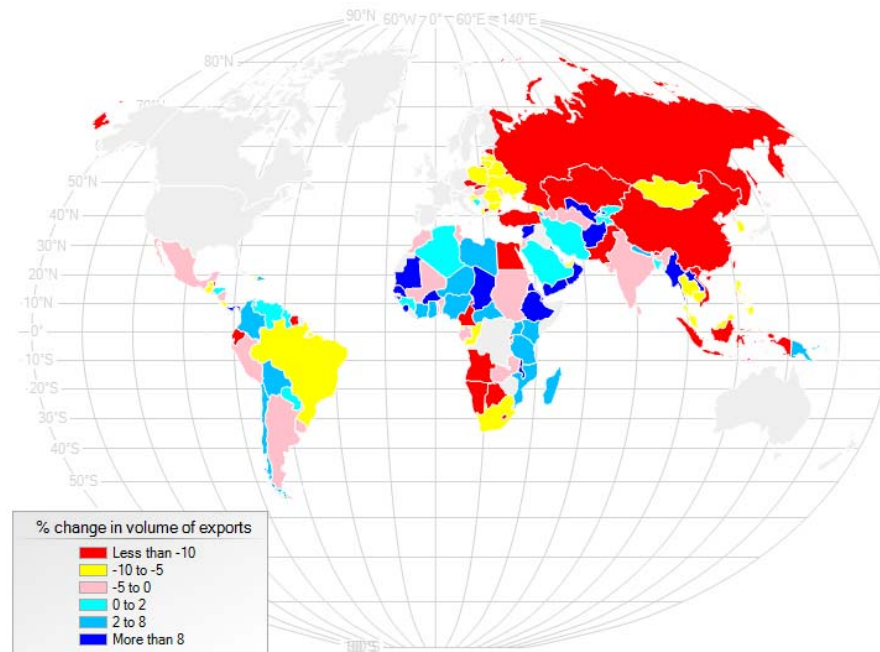 90°N 60°W 0° 60°E 140°E
80°N
50°N
40°N
30°N
20°N
10°N
0°
10°S
20°S
30°S
40°S
50°S
% change in volume of exports
Less than -10
-10 to -5
-5 to 0
0 to 2
2 to 8
More than 8